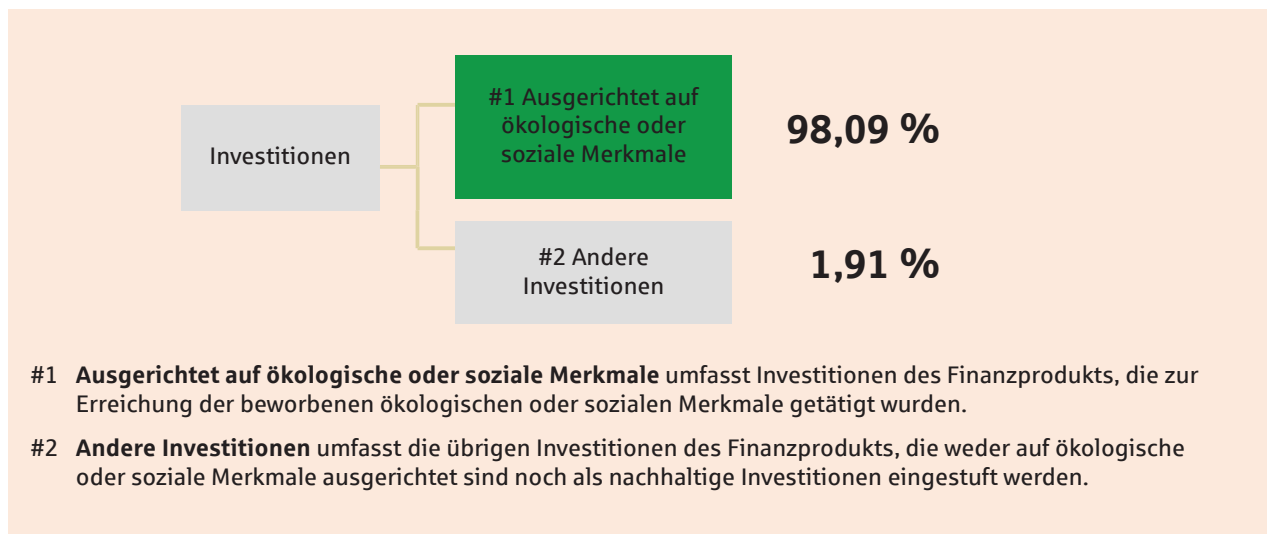 #1 Ausgerichtet auf
ökologische oder
soziale Merkmale
98,09 %
Investitionen
#2 Andere
Investitionen
1,91 %
#1 Ausgerichtet auf ökologische oder soziale Merkmale umfasst Investitionen des Finanzprodukts, die zur
Erreichung der beworbenen ökologischen oder sozialen Merkmale getätigt wurden.
#2 Andere Investitionen umfasst die übrigen Investitionen des Finanzprodukts, die weder auf ökologische
oder soziale Merkmale ausgerichtet sind noch als nachhaltige Investitionen eingestuft werden.